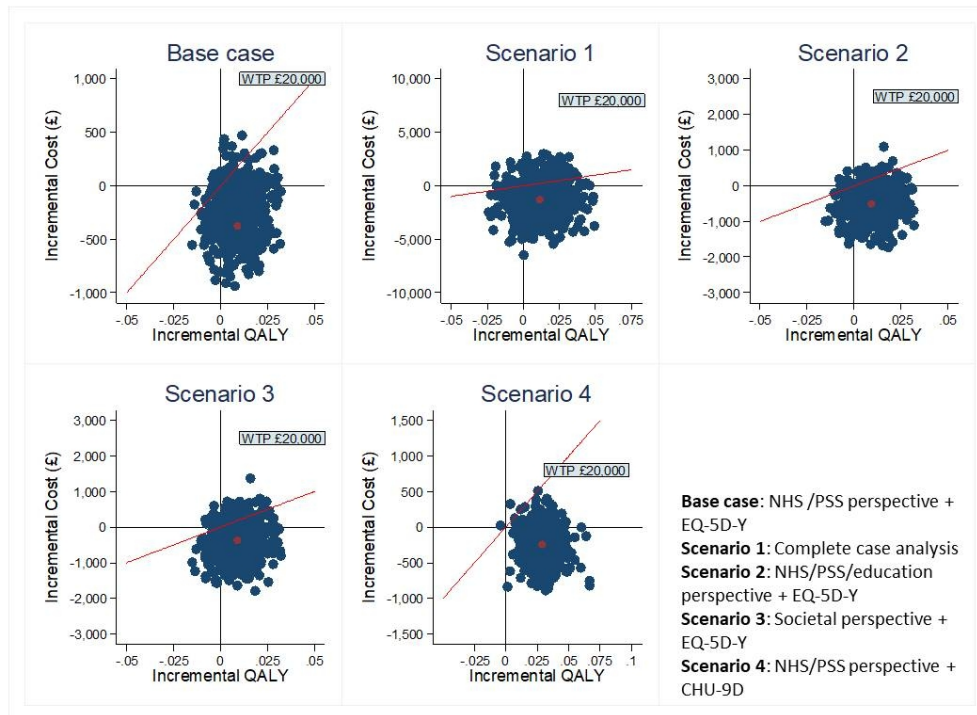 Base case
1,000
500
0
-500
-1,000
Incremental Cost (£)
WTP £20,000
-.05 -.025 0 .025 .05
Incremental QALY
Scenario 1
10,000
5,000
0
-5,000
-10,000
Incremental Cost (£)
WTP £20,000
-.05 -.025 0 .025 .05 .075
Incremental QALY
Scenario 2
3,000
2,000
1,000
0
-1,000
-2,000
-3,000
Incremental Cost (£)
WTP £20,000
-.05 -.025 0 .025 .05
Incremental QALY
Scenario 3
3,000
2,000
1,000
0
-1,000
-2,000
-3,000
Incremental Cost (£)
WTP £20,000
-.05 -.025 0 .025 .05
Incremental QALY
Scenario 4
1,500
1,000
500
0
-500
-1,000
-1,500
Incremental Cost (£)
WTP £20,000
-.05 -.025 0 .025 .05 .075 .1
Incremental QALY
Base case: NHS /PSS perspective +
EQ-5D-Y
Scenario 1: Complete case analysis
Scenario 2: NHS/PSS/education
perspective + EQ-5D-Y
Scenario 3: Societal perspective +
EQ-5D-Y
Scenario 4: NHS/PSS perspective +
CHU-9D